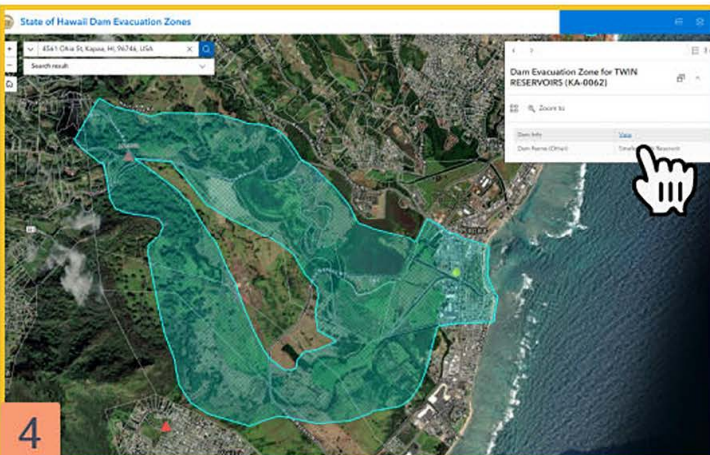 State of Hawaii Dam Evacuation Zones
4561 Ohia St, Kapaa, HI, 96746, USA
Search result
Dam Evacuation Zone for TWIN
RESERVOIRS (KA-0062)
Zoom to
Dam Info View
Dam Name (Other)
Reservoir
4